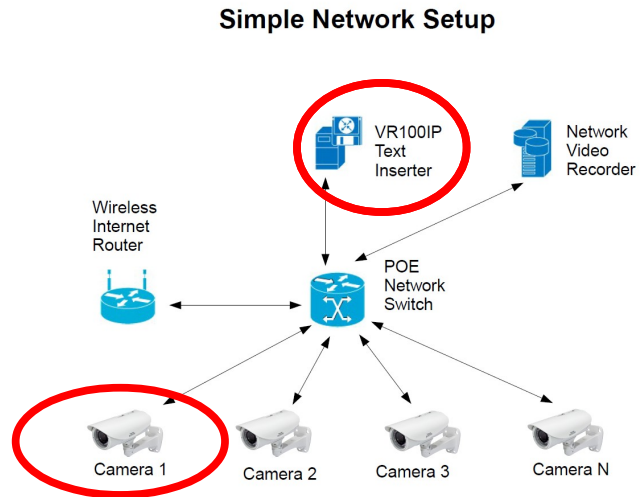 Simple Network Setup
VR100IP
Text
Inserter
Network
Video
Recorder
Wireless
Internet
Router
POE
Network
Switch
Camera 1
Camera 2
Camera 3
Camera N